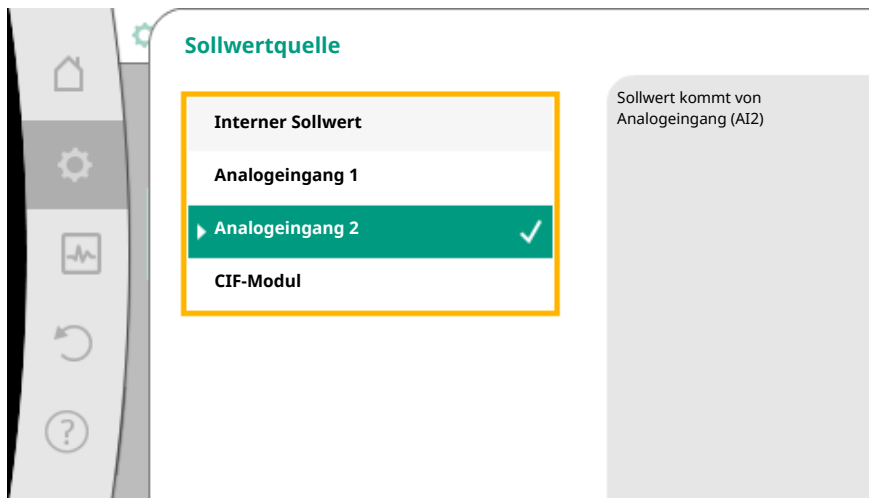 Sollwertquelle
Interner Sollwert
Analogeingang 1
Analogeingang 2
CIF-Modul
Sollwert kommt von
Analogeingang (AI2)
?